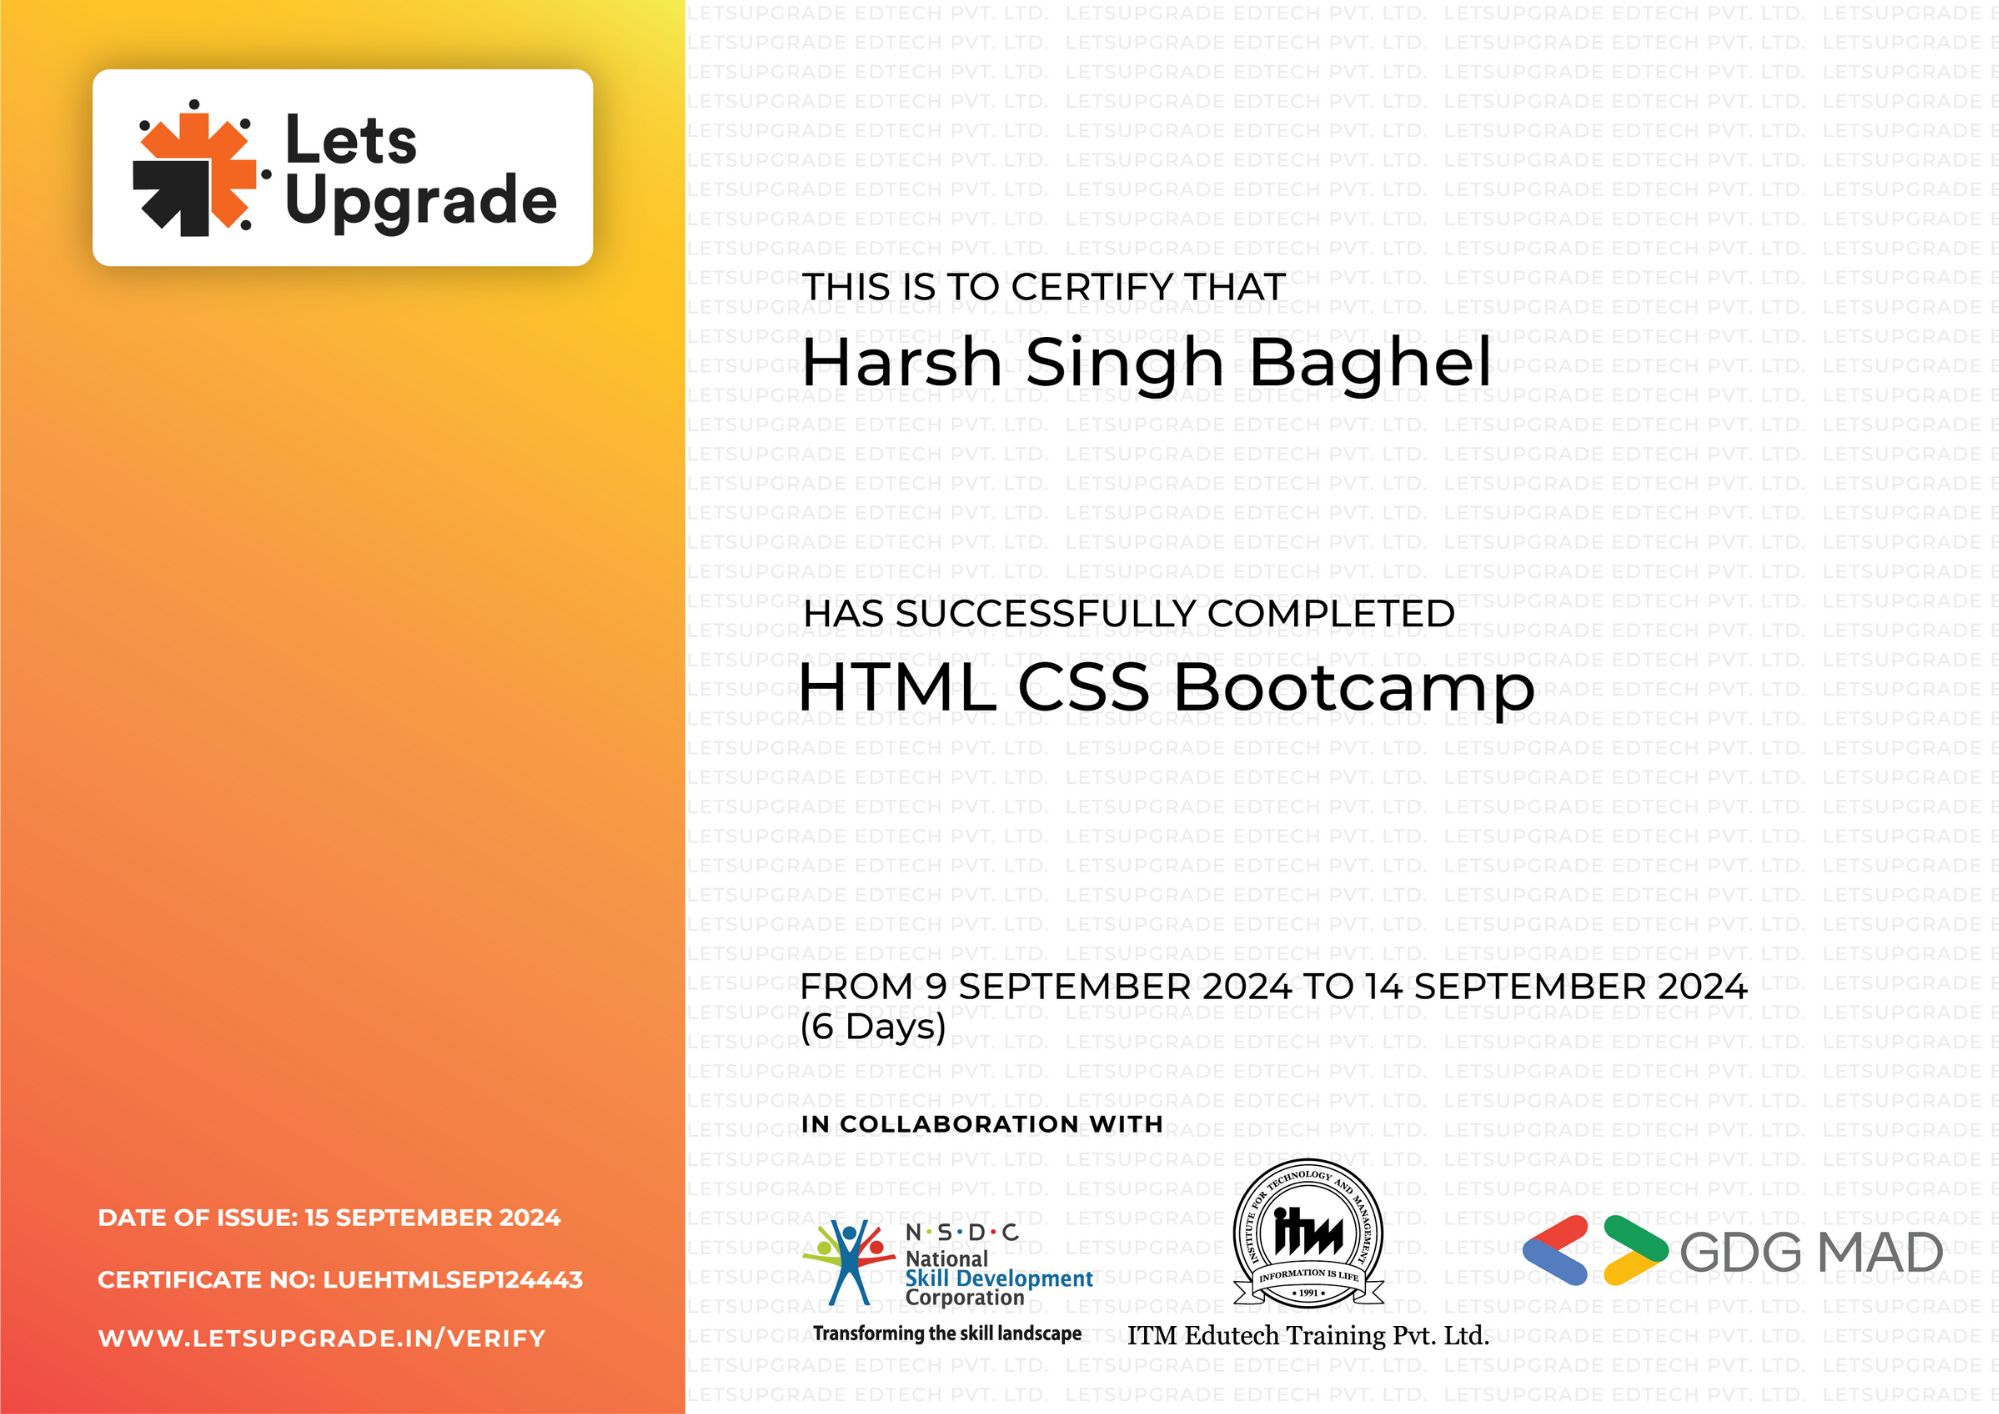 Lets
Upgrade
THIS IS TO CERTIFY THAT
Harsh Singh Baghel
HAS SUCCESSFULLY COMPLETED
HTML CSS Bootcamp
FROM 9 SEPTEMBER 2024 TO 14 SEPTEMBER 2024
(6 Days)
IN COLLABORATION WITH
N·S·D·C
National
Skill Development
Corporation
Transforming the skill landscape
INSTITUTE FOR TECHNOLOGY AND MANAGEMENT
itm
INFORMATION IS LIFE
• 1991 •
ITM Edutech Training Pvt. Ltd.
GDG MAD
DATE OF ISSUE: 15 SEPTEMBER 2024
CERTIFICATE NO: LUEHTMLSEP124443
WWW.LETSUPGRADE.IN/VERIFY
LETSUPGRADE EDTECH PVT. LTD.